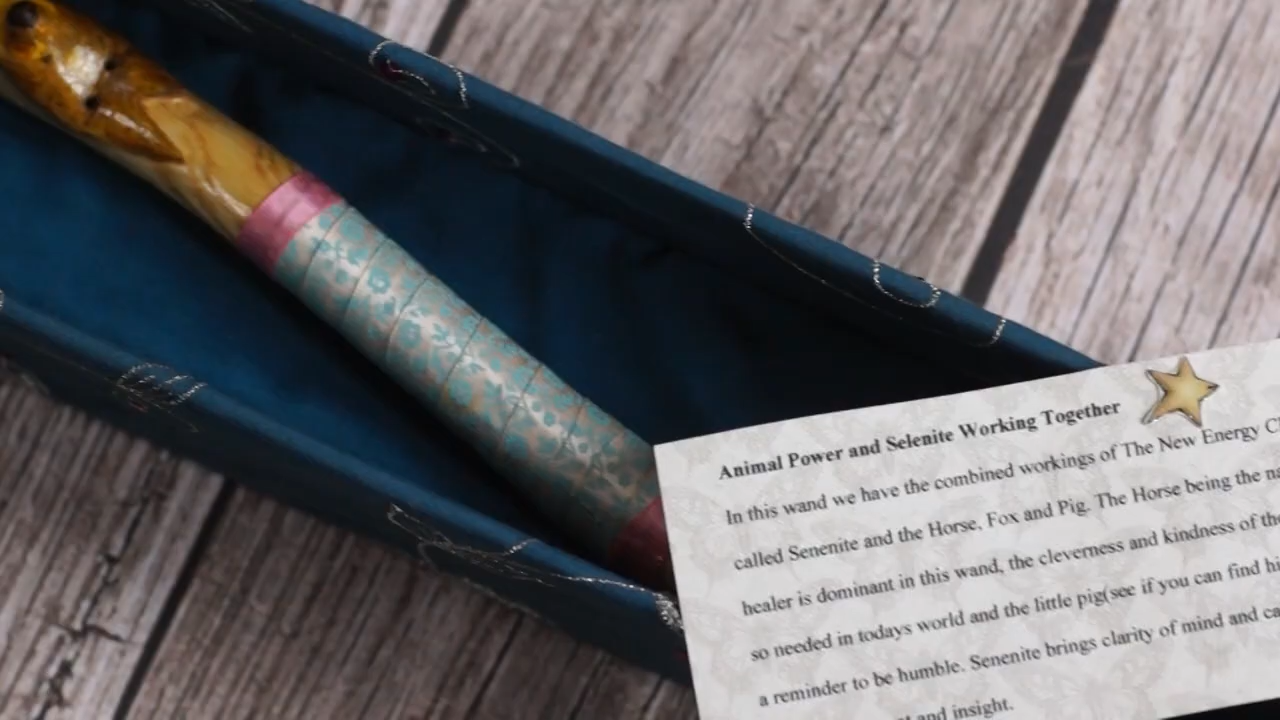 Animal Power and Selenite Working Together
In this wand we have the combined workings of The New Energy
called Senenite and the Horse, Fox and Pig. The Horse being the
healer is dominant in this wand, the cleverness and kindness of the
so needed in todays world and the little pig(see if you can find
a reminder to be humble. Senenite brings clarity of mind and
and insight.